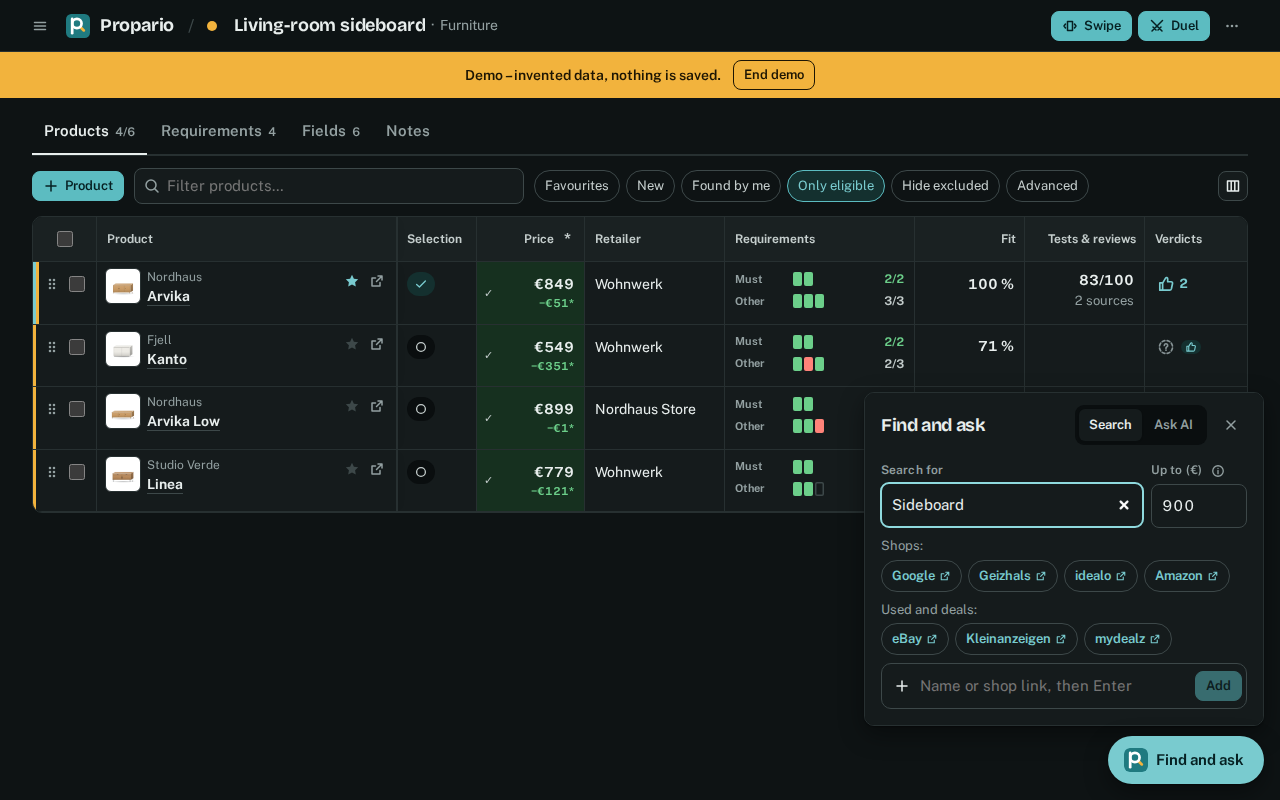 Propario / Living-room sideboard · Furniture
Swipe
Duel
Demo – invented data, nothing is saved.
End demo
Products 4/6
Requirements 4
Fields 6
Notes
+ Product
Filter products...
Favourites
New
Found by me
Only eligible
Hide excluded
Advanced
Product
Selection
Price *
Retailer
Requirements
Fit
Tests & reviews
Verdicts
Nordhaus
Arvika
✓ €849
−€51*
Wohnwerk
Must 2/2
Other 3/3
100 %
83/100
2 sources
2
Fjell
Kanto
✓ €549
−€351*
Wohnwerk
Must 2/2
Other 2/3
71 %
Nordhaus
Arvika Low
✓ €899
−€1*
Nordhaus Store
Must
Other
Studio Verde
Linea
✓ €779
−€121*
Wohnwerk
Must
Other
Find and ask
Search
Ask AI
Search for
Up to (€)
Sideboard
900
Shops:
Google
Geizhals
idealo
Amazon
Used and deals:
eBay
Kleinanzeigen
mydealz
+ Name or shop link, then Enter
Add
Find and ask